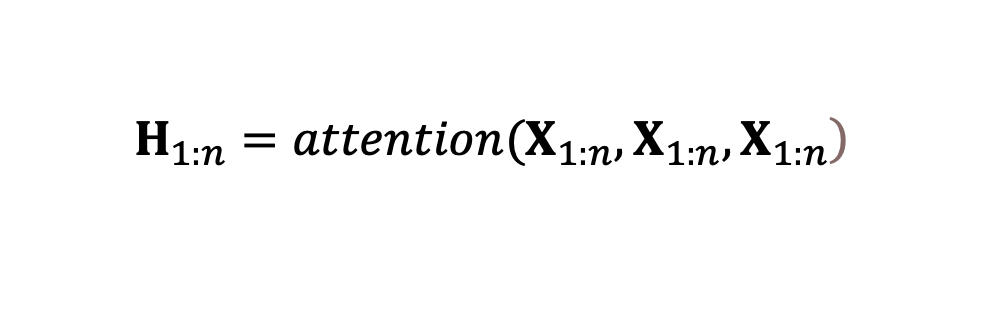 H₁:ₙ = attention(X₁:ₙ, X₁:ₙ, X₁:ₙ)